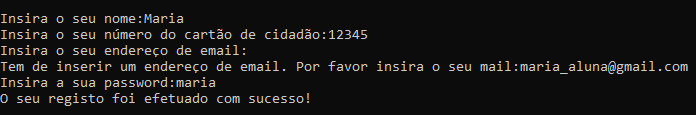 Insira o seu nome:Maria
Insira o seu número do cartão de cidadão:12345
Insira o seu endereço de email:
Tem de inserir um endereço de email. Por favor insira o seu mail:maria_aluna@gmail.com
Insira a sua password:maria
O seu registo foi efetuado com sucesso!